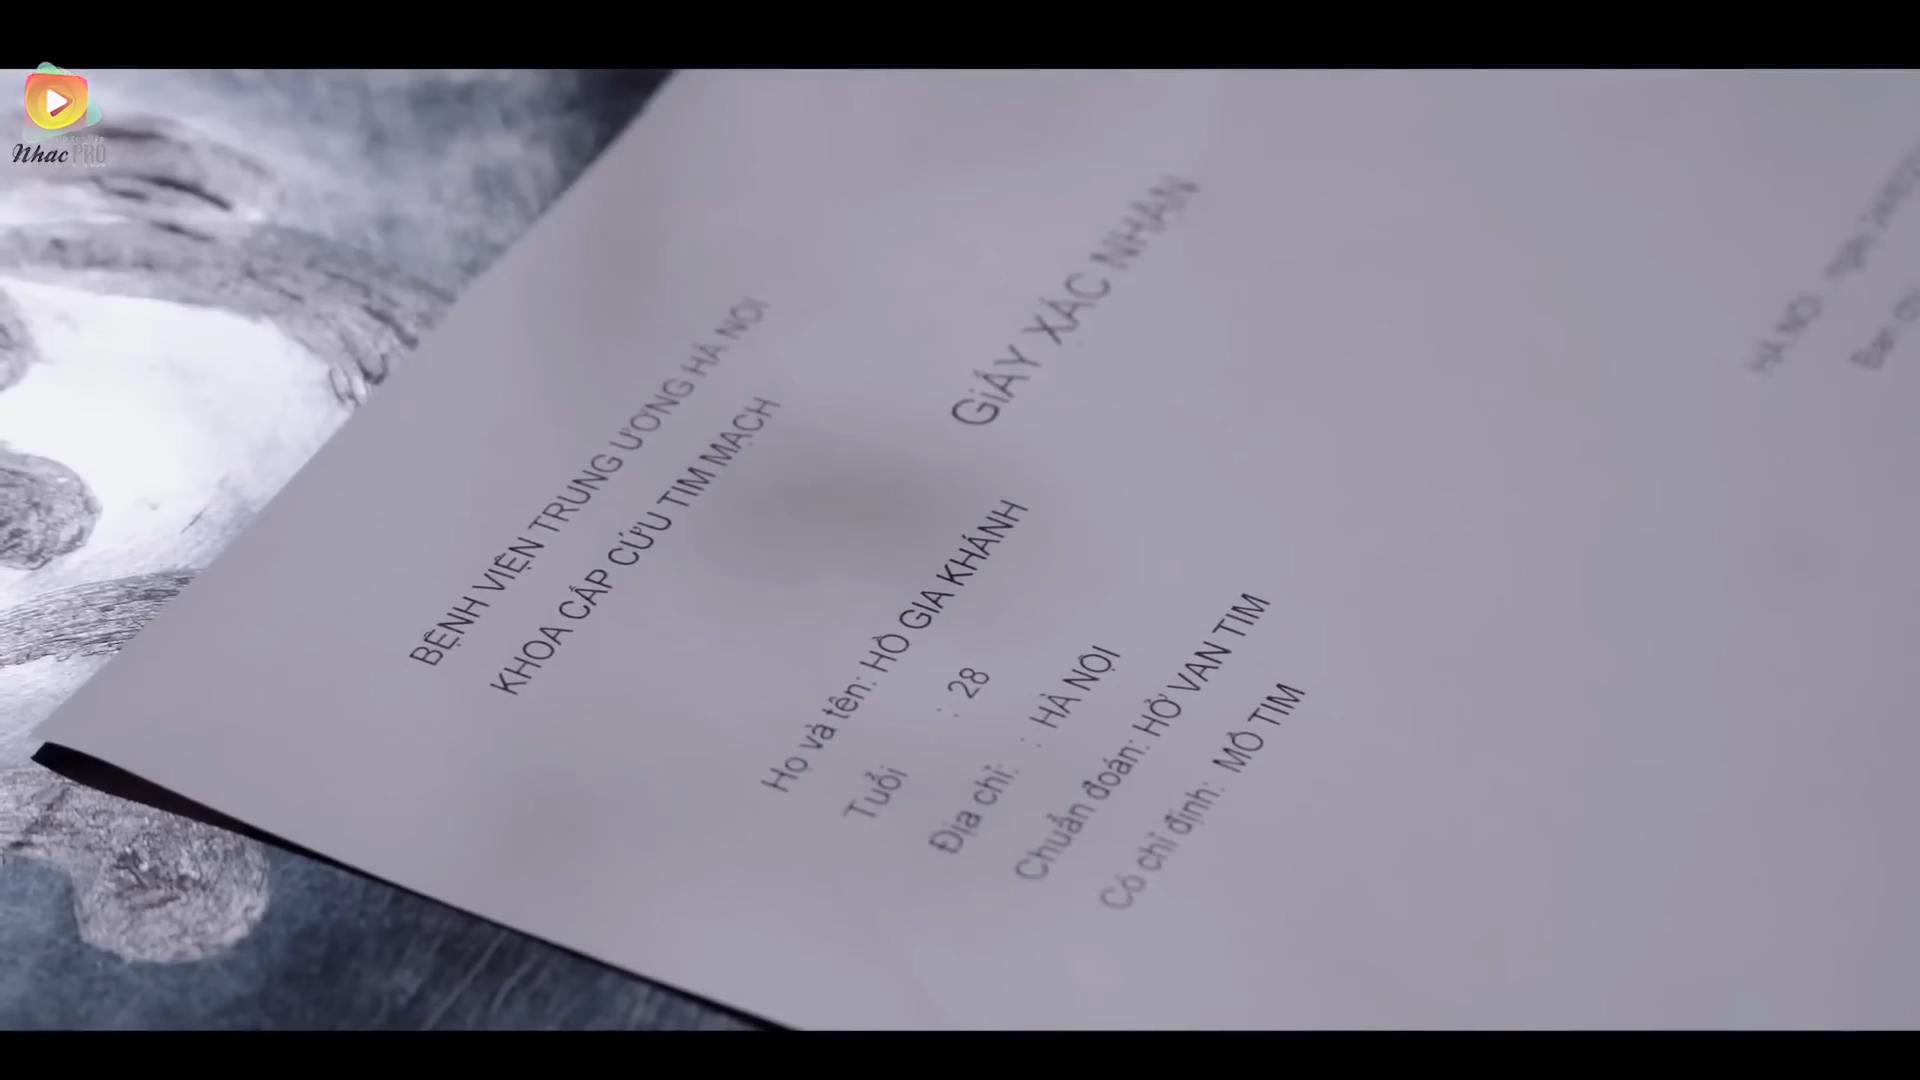 Nhac PRO
BỆNH VIỆN TRUNG ƯƠNG HÀ NỘI
KHOA CẤP CỨU TIM MẠCH
GIẤY XÁC NHẬN
Họ và tên: HỒ GIA KHÁNH
Tuổi : 28
Địa chỉ: : HÀ NỘI
Chuẩn đoán: HỞ VAN TIM
Có chỉ định: MỔ TIM
HÀ NỘI